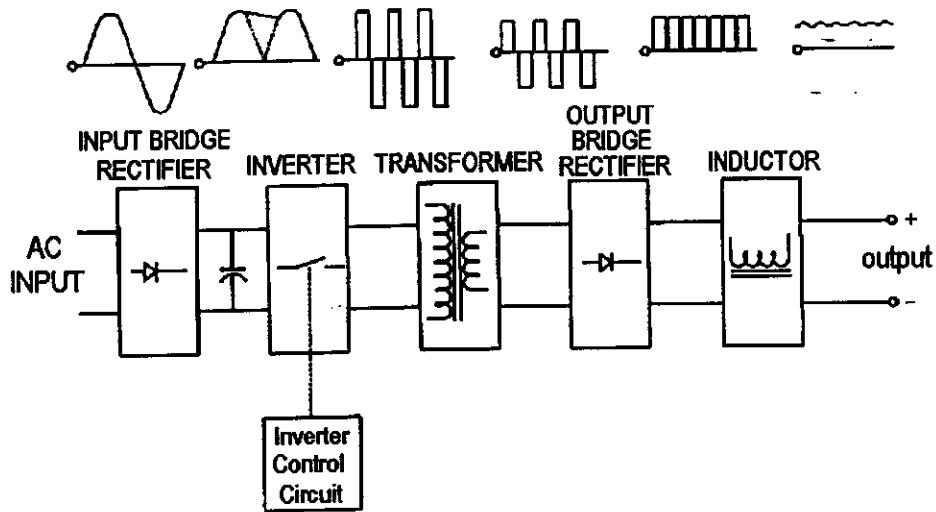 INPUT BRIDGE
RECTIFIER
INVERTER
TRANSFORMER
OUTPUT
BRIDGE
RECTIFIER
INDUCTOR
AC
INPUT
+
output
-
Inverter
Control
Circuit